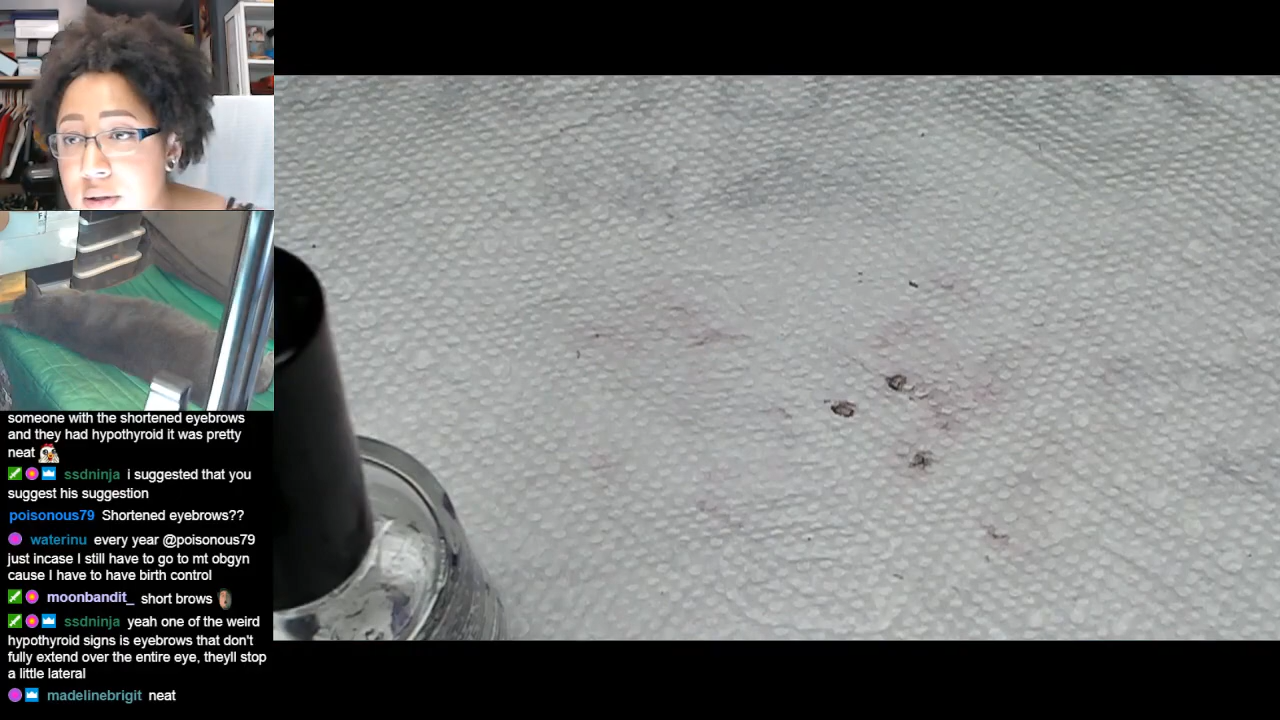 someone with the shortened eyebrows
and they had hypothyroid it was pretty
neat
ssdninja i suggested that you
suggest his suggestion
poisonous79 Shortened eyebrows??
waterinu every year @poisonous79
just incase I still have to go to mt obgyn
cause I have to have birth control
moonbandit_ short brows
ssdninja yeah one of the weird
hypothyroid signs is eyebrows that don't
fully extend over the entire eye, theyll stop
a little lateral
madelinebrigit neat